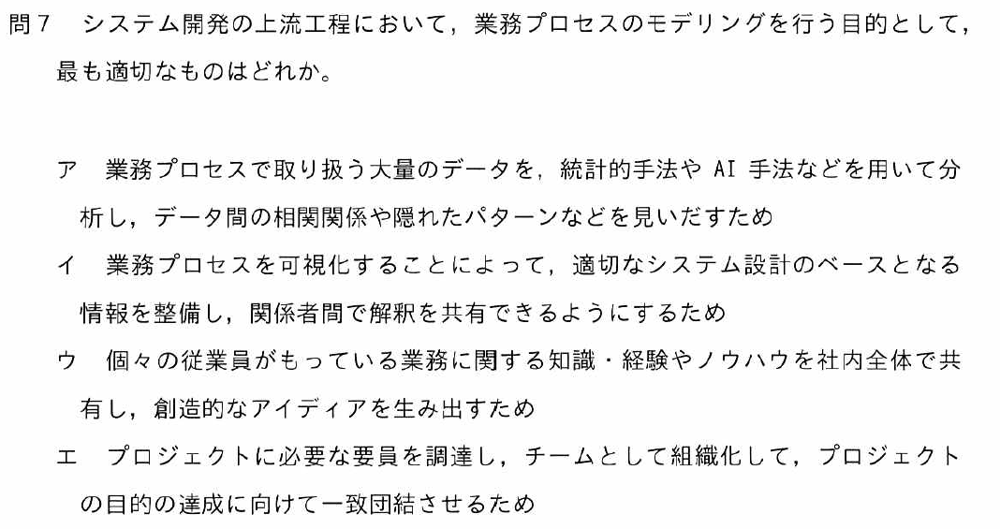 問7 システム開発の上流工程において，業務プロセスのモデリングを行う目的として，
最も適切なものはどれか。
ア 業務プロセスで取り扱う大量のデータを，統計的手法や AI 手法などを用いて分
析し，データ間の相関関係や隠れたパターンなどを見いだすため
イ 業務プロセスを可視化することによって，適切なシステム設計のベースとなる
情報を整備し，関係者間で解釈を共有できるようにするため
ウ 個々の従業員がもっている業務に関する知識・経験やノウハウを社内全体で共
有し，創造的なアイディアを生み出すため
エ プロジェクトに必要な要員を調達し，チームとして組織化して，プロジェクト
の目的の達成に向けて一致団結させるため